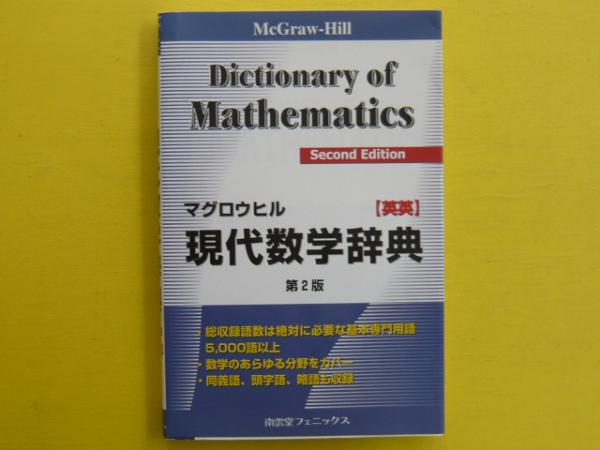 McGraw-Hill
Dictionary of
Mathematics
Second Edition
マグロウヒル 【英英】
現代数学辞典
第2版
・総収録語数は絶対に必要な基本専門用語
5,000語以上
・数学のあらゆる分野をカバー
・同義語、頭字語、略語も収録
南雲堂フェニックス